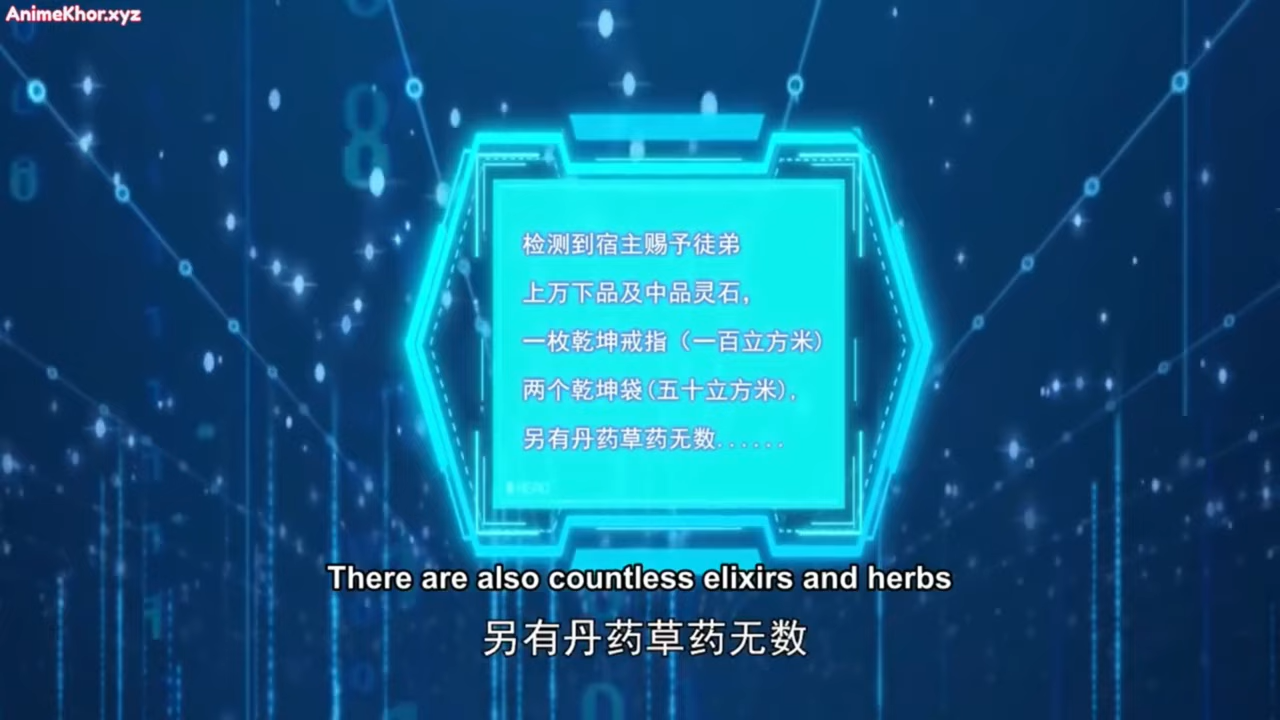 AnimeKhor.xyz
检测到宿主赐予徒弟
上万下品及中品灵石，
一枚乾坤戒指（一百立方米)
两个乾坤袋(五十立方米),
另有丹药草药无数......
There are also countless elixirs and herbs
另有丹药草药无数